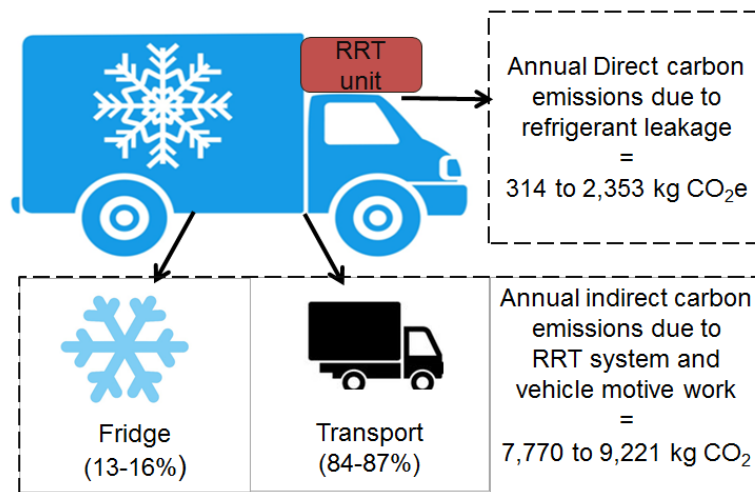 RRT
unit
Annual Direct carbon
emissions due to
refrigerant leakage
=
314 to 2,353 kg CO₂e
Fridge
(13-16%)
Transport
(84-87%)
Annual indirect carbon
emissions due to
RRT system and
vehicle motive work
=
7,770 to 9,221 kg CO₂